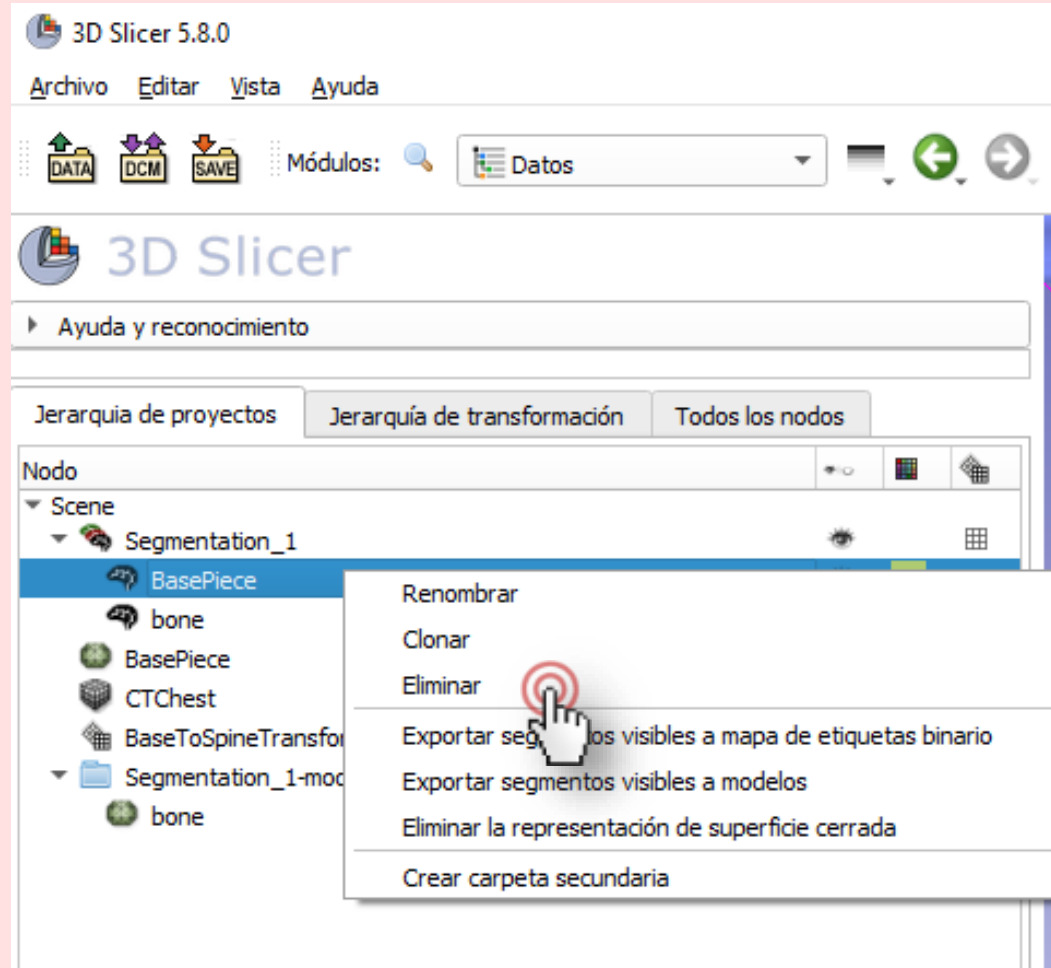 3D Slicer 5.8.0
Archivo Editar Vista Ayuda
DATA DCM SAVE Módulos: Datos
3D Slicer
Ayuda y reconocimiento
Jerarquia de proyectos Jerarquía de transformación Todos los nodos
Nodo
Scene
Segmentation_1
BasePiece
Renombrar
bone
Clonar
BasePiece
Eliminar
CTChest
BaseToSpineTransfor
Exportar los visibles a mapa de etiquetas binario
Segmentation_1-mod
Exportar segmentos visibles a modelos
bone
Eliminar la representación de superficie cerrada
Crear carpeta secundaria